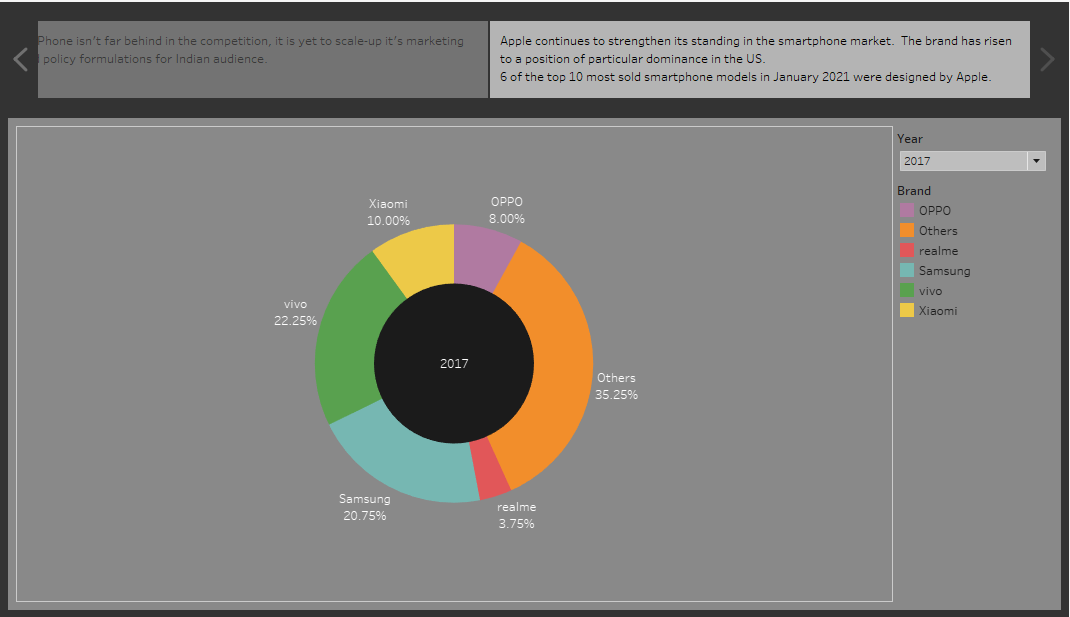 Phone isn't far behind in the competition, it is yet to scale-up it's marketing
policy formulations for Indian audience.
Apple continues to strengthen its standing in the smartphone market. The brand has risen
to a position of particular dominance in the US.
6 of the top 10 most sold smartphone models in January 2021 were designed by Apple.
Year
2017
Brand
OPPO
Others
realme
Samsung
vivo
Xiaomi
Xiaomi
10.00%
OPPO
8.00%
vivo
22.25%
2017
Others
35.25%
Samsung
20.75%
realme
3.75%